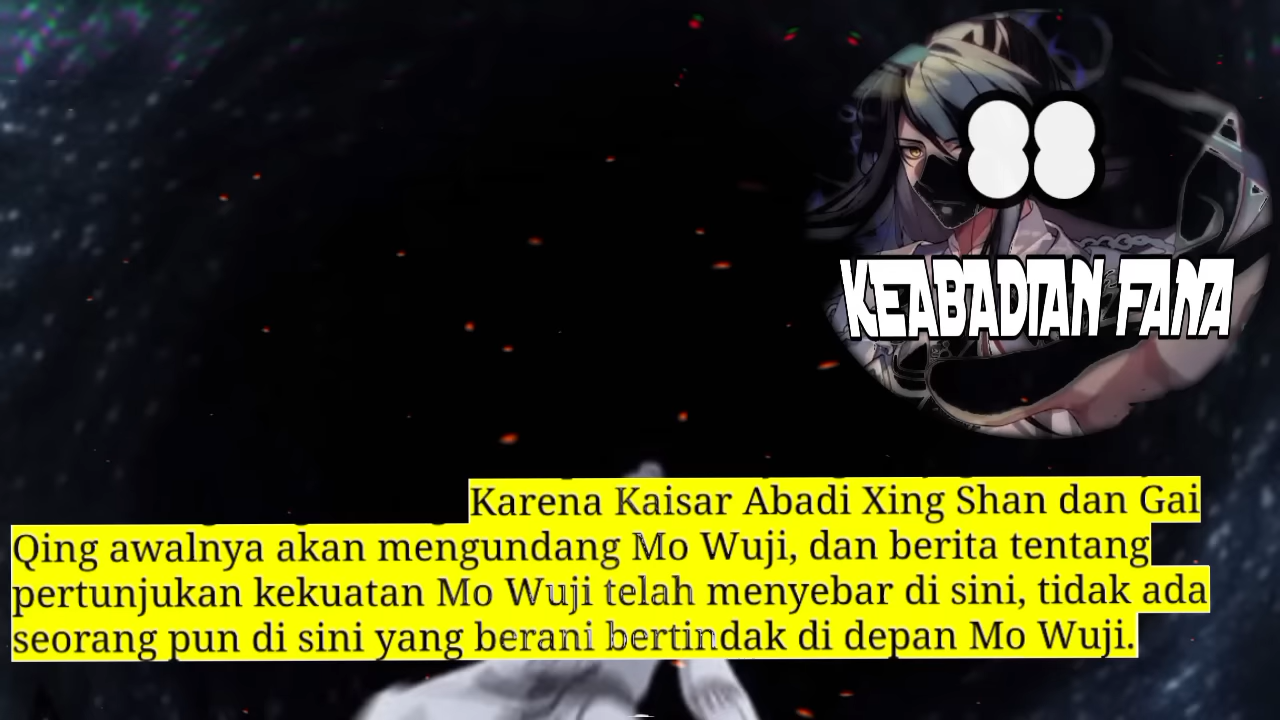 88
KEABADIAN FANA
Karena Kaisar Abadi Xing Shan dan Gai
Qing awalnya akan mengundang Mo Wuji, dan berita tentang
pertunjukan kekuatan Mo Wuji telah menyebar di sini, tidak ada
seorang pun di sini yang berani bertindak di depan Mo Wuji.